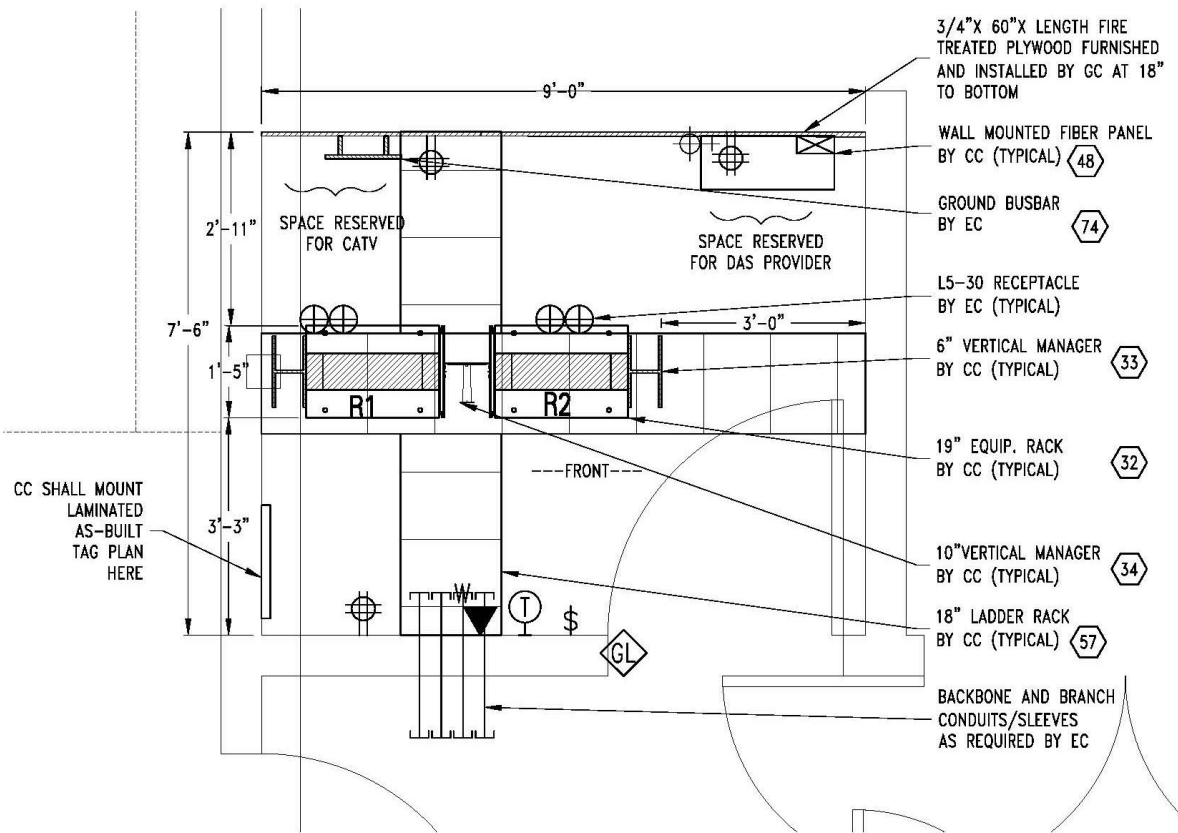 3/4"X 60"X LENGTH FIRE
TREATED PLYWOOD FURNISHED
AND INSTALLED BY GC AT 18"
TO BOTTOM
9'-0"
WALL MOUNTED FIBER PANEL
BY CC (TYPICAL) 48
GROUND BUSBAR
BY EC 74
2'-11"
SPACE RESERVED
FOR CATV
SPACE RESERVED
FOR DAS PROVIDER
L5-30 RECEPTACLE
BY EC (TYPICAL)
7'-6"
3'-0"
1'-5"
6" VERTICAL MANAGER
BY CC (TYPICAL) 33
R1
R2
19" EQUIP. RACK
BY CC (TYPICAL) 32
----FRONT----
CC SHALL MOUNT
LAMINATED
AS-BUILT
TAG PLAN
HERE
3'-3"
10"VERTICAL MANAGER
BY CC (TYPICAL) 34
18" LADDER RACK
BY CC (TYPICAL) 57
W
T
$
GL
BACKBONE AND BRANCH
CONDUITS/SLEEVES
AS REQUIRED BY EC